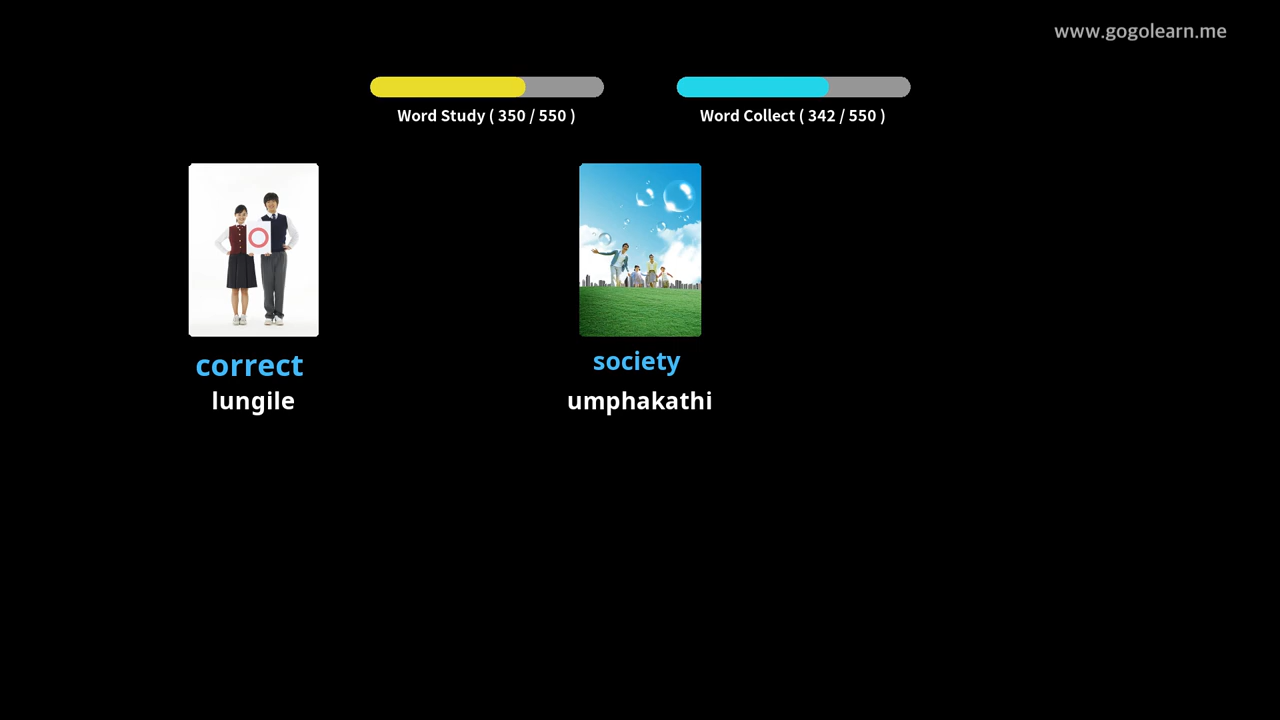 www.gogolearn.me
Word Study ( 350 / 550 )
Word Collect ( 342 / 550 )
correct
lungile
society
umphakathi